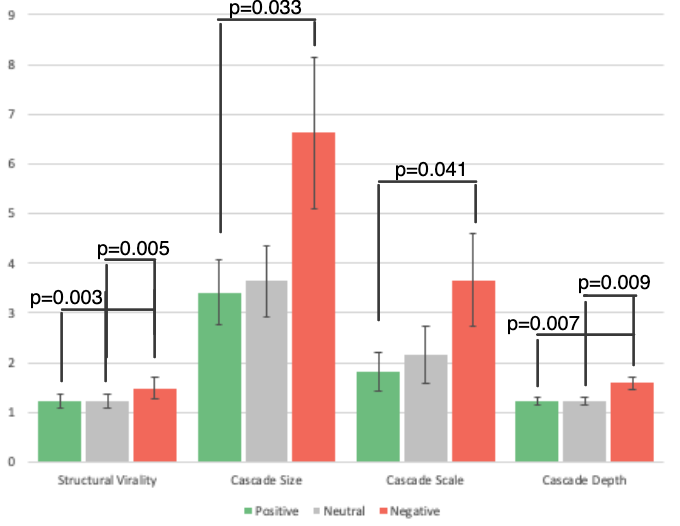 9
p=0.033
8
7
6
p=0.041
5
p=0.005
4
p=0.009
p=0.003
3
p=0.007
2
1
0
Structural Virality Cascade Size Cascade Scale Cascade Depth
Positive Neutral Negative